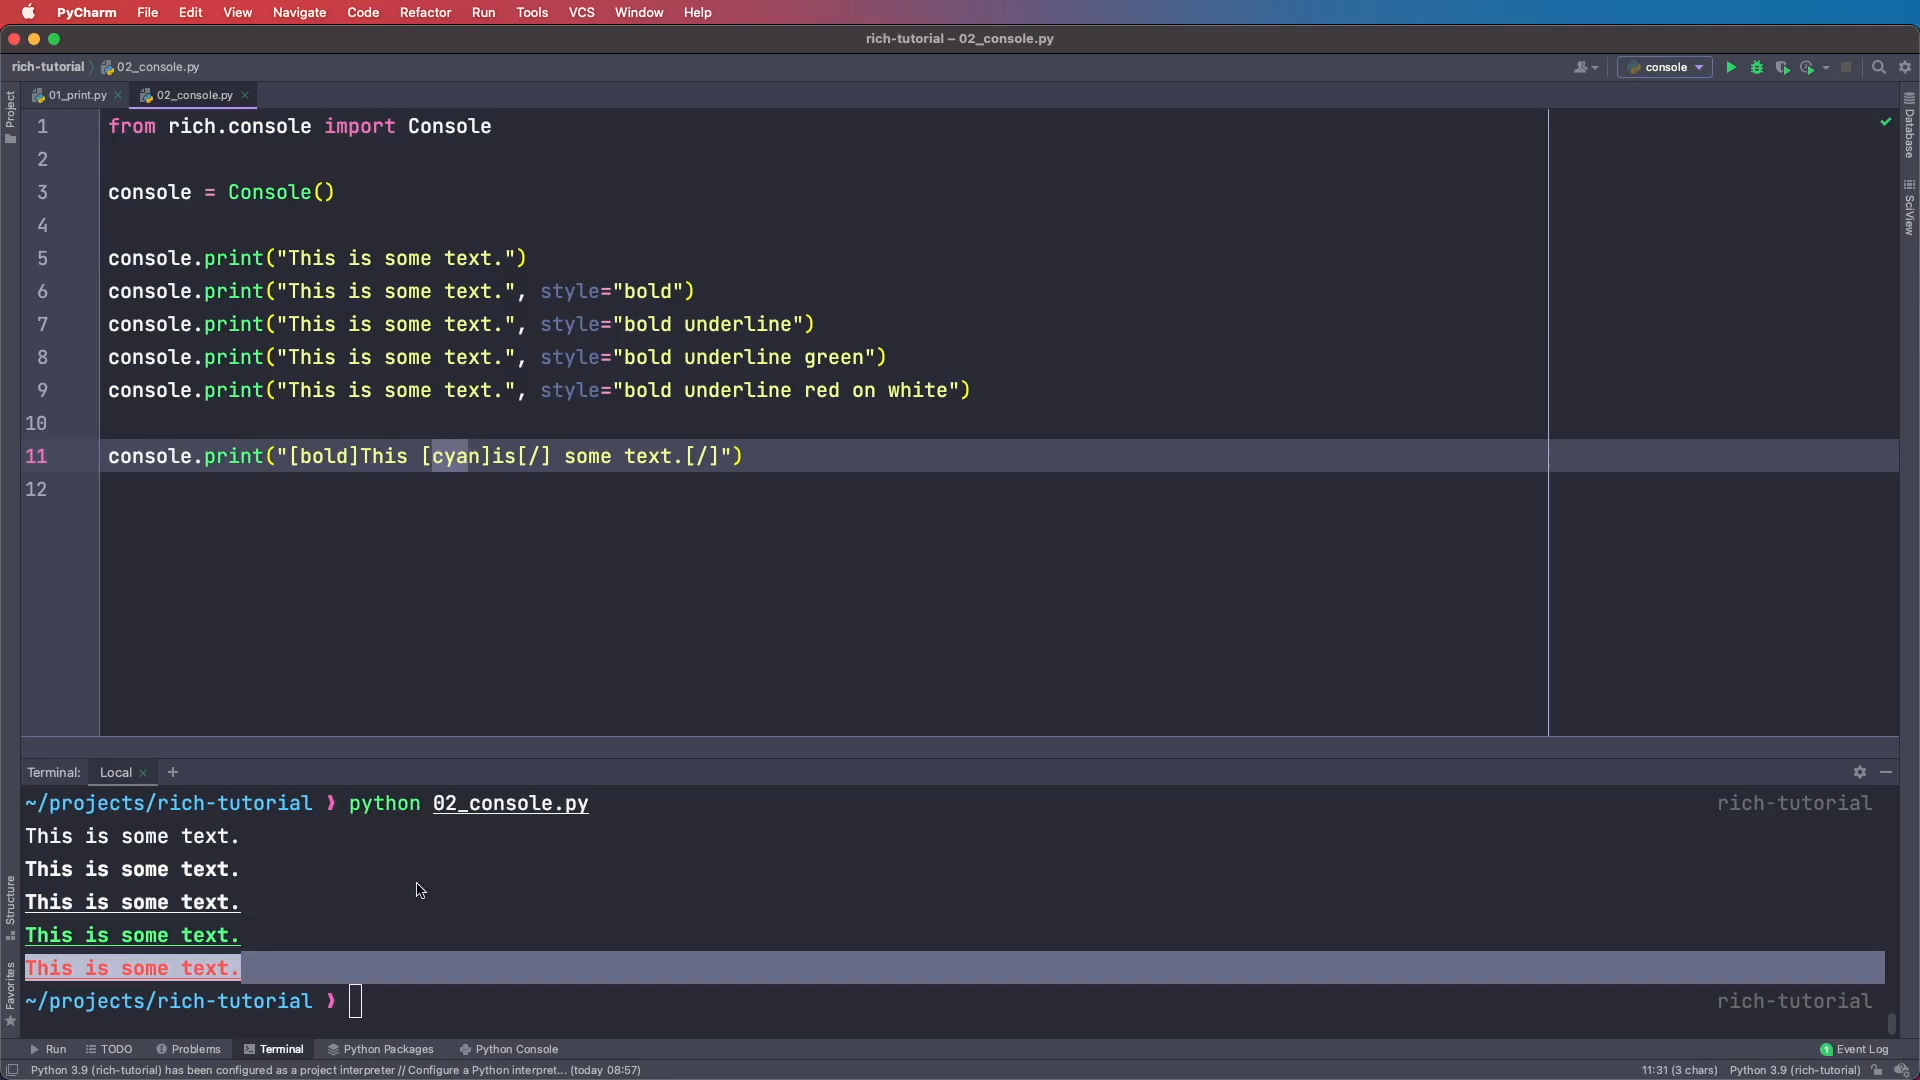 PyCharm File Edit View Navigate Code Refactor Run Tools VCS Window Help
rich-tutorial – 02_console.py
rich-tutorial 02_console.py
console
01_print.py 02_console.py
Project
Database
SciView
1 from rich.console import Console
2
3 console = Console()
4
5 console.print("This is some text.")
6 console.print("This is some text.", style="bold")
7 console.print("This is some text.", style="bold underline")
8 console.print("This is some text.", style="bold underline green")
9 console.print("This is some text.", style="bold underline red on white")
10
11 console.print("[bold]This [cyan]is[/] some text.[/]")
12
Terminal: Local
~/projects/rich-tutorial ❱ python 02_console.py rich-tutorial
This is some text.
This is some text.
This is some text.
This is some text.
This is some text.
~/projects/rich-tutorial ❱ rich-tutorial
Structure
Favorites
Run TODO Problems Terminal Python Packages Python Console 1 Event Log
Python 3.9 (rich-tutorial) has been configured as a project interpreter // Configure a Python interpret... (today 08:57) 11:31 (3 chars) Python 3.9 (rich-tutorial)